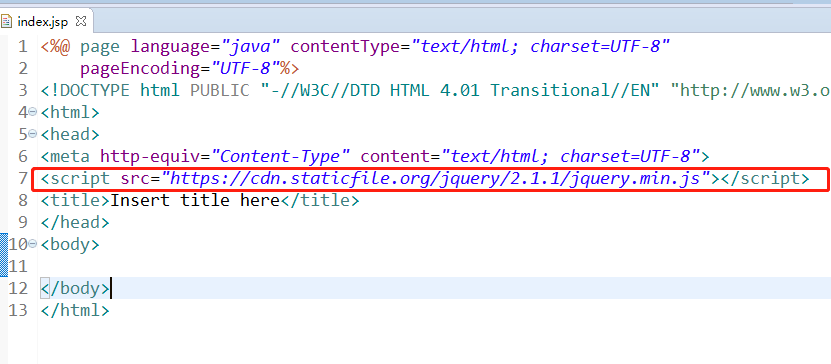 index.jsp
1 <%@ page language="java" contentType="text/html; charset=UTF-8"
2 pageEncoding="UTF-8"%>
3 <!DOCTYPE html PUBLIC "-//W3C//DTD HTML 4.01 Transitional//EN" "http://www.w3.o
4 <html>
5 <head>
6 <meta http-equiv="Content-Type" content="text/html; charset=UTF-8">
7 <script src="https://cdn.staticfile.org/jquery/2.1.1/jquery.min.js"></script>
8 <title>Insert title here</title>
9 </head>
10 <body>
11
12 </body>
13 </html>